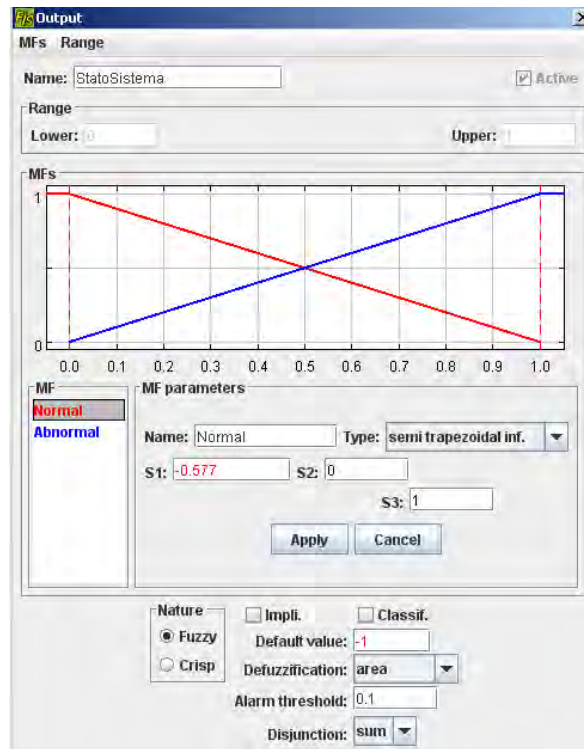 Output
MFs Range
Name: StatoSistema Active
Range
Lower: Upper:
MFs
1
0
0.0 0.1 0.2 0.3 0.4 0.5 0.6 0.7 0.8 0.9 1.0
MF
Normal
Abnormal
MF parameters
Name: Normal Type: semi trapezoidal inf.
S1: -0.577 S2: 0
S3: 1
Apply Cancel
Nature
Fuzzy
Crisp
Impli. Classif.
Default value: -1
Defuzzification: area
Alarm threshold: 0.1
Disjunction: sum